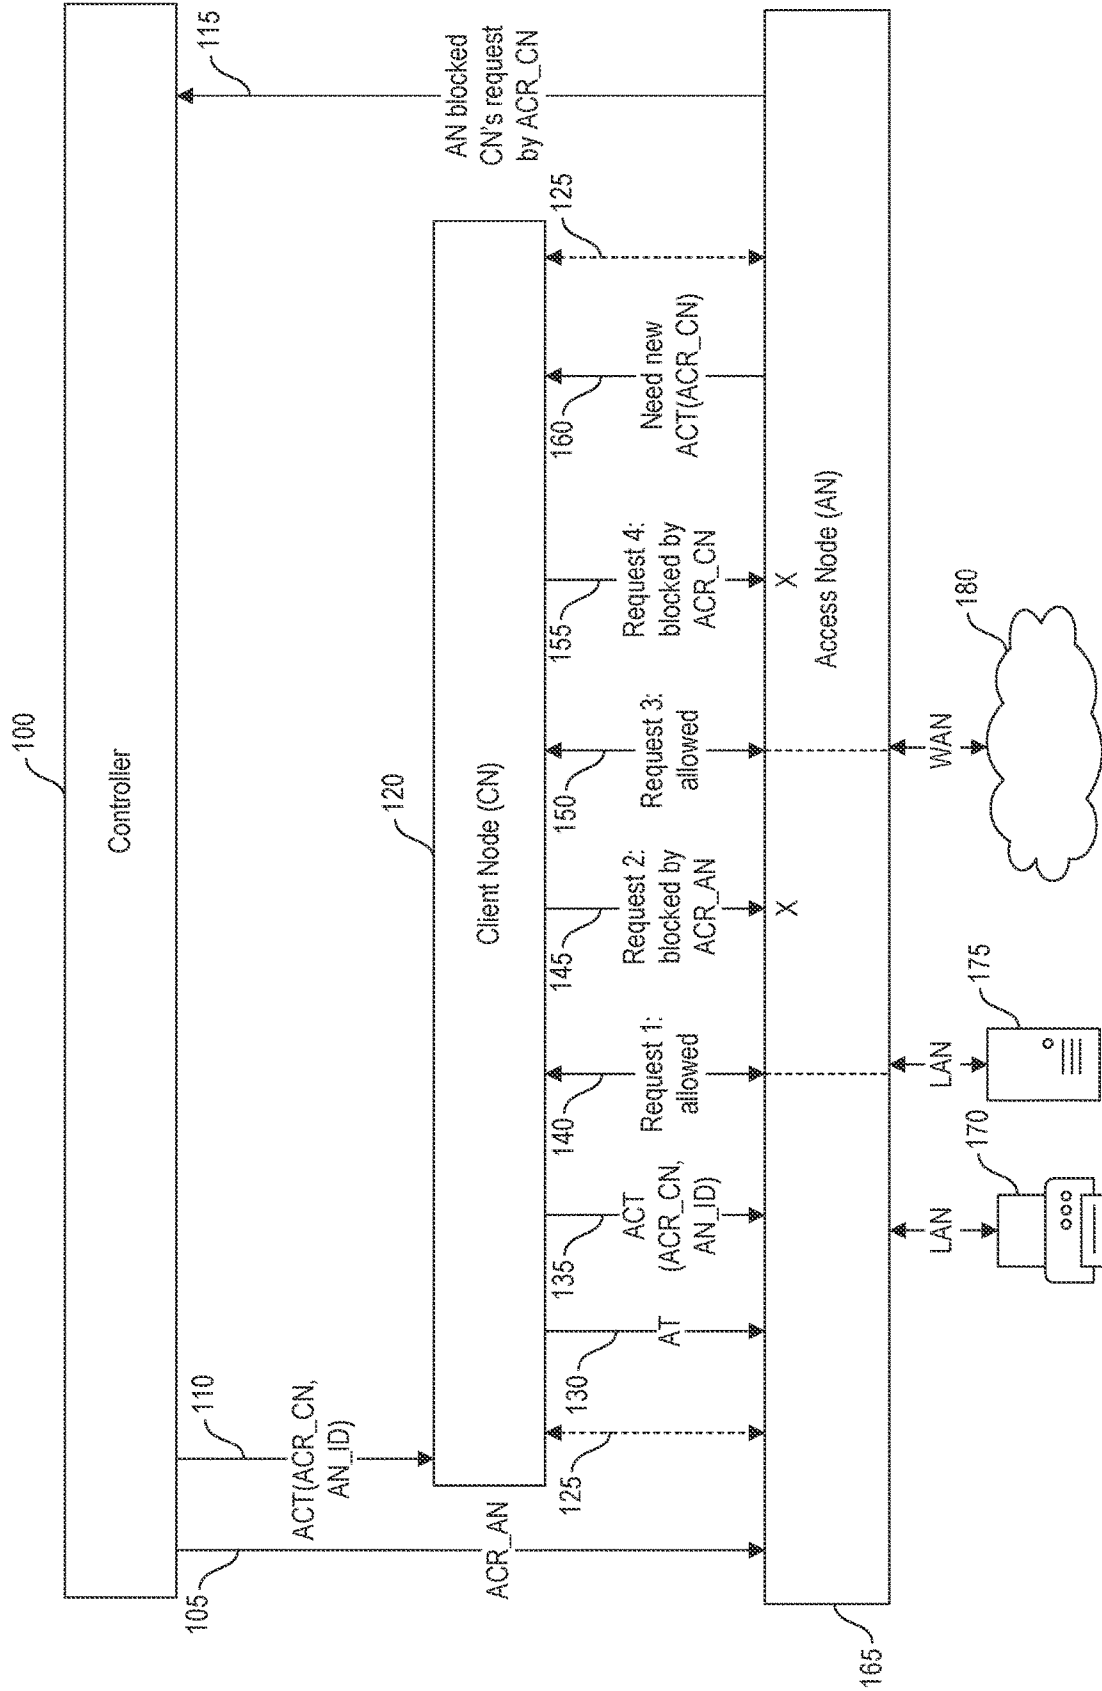 100
Controller
105
ACR_AN
110
ACT(ACR_CN,
AN_ID)
115
AN blocked
CN's request
by ACR_CN
120
Client Node (CN)
125
130
AT
135
ACT
(ACR_CN,
AN_ID)
140
Request 1:
allowed
145
Request 2:
blocked by
ACR_AN
X
150
Request 3:
allowed
155
Request 4:
blocked by
ACR_CN
X
160
Need new
ACT(ACR_CN)
125
165
Access Node (AN)
LAN
170
LAN
175
WAN
180